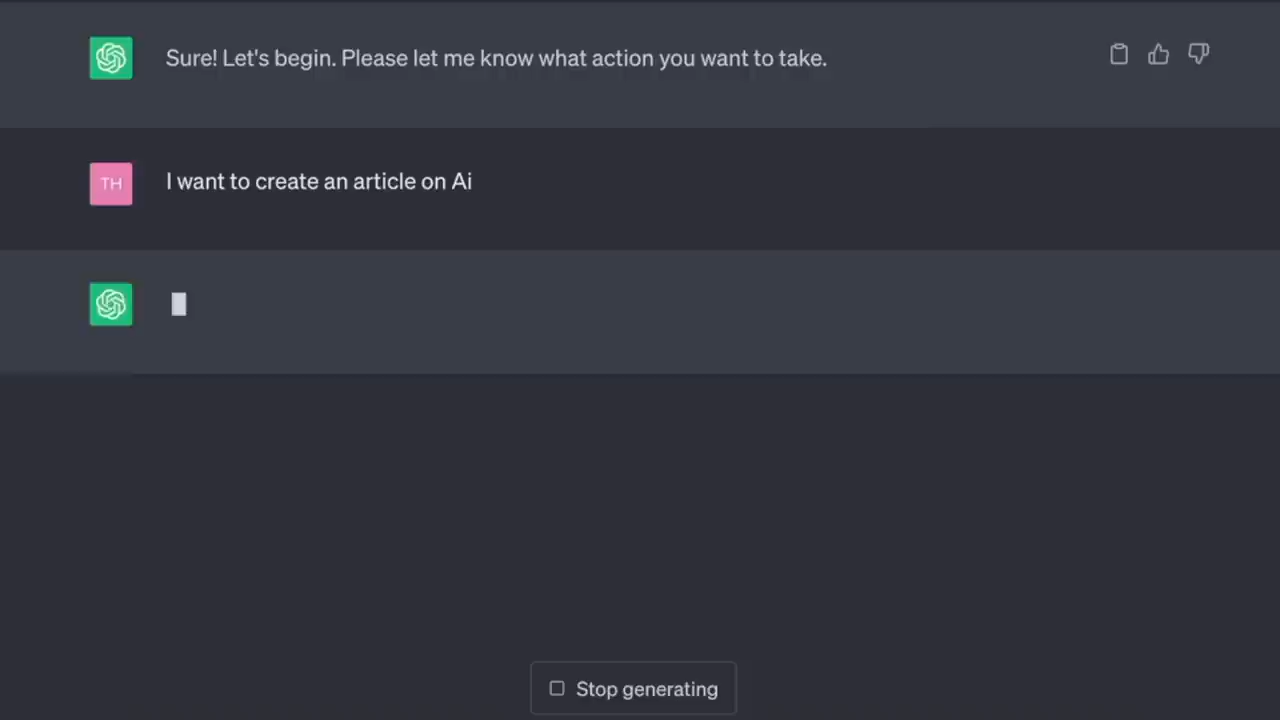 Sure! Let's begin. Please let me know what action you want to take.
TH
I want to create an article on Ai
Stop generating